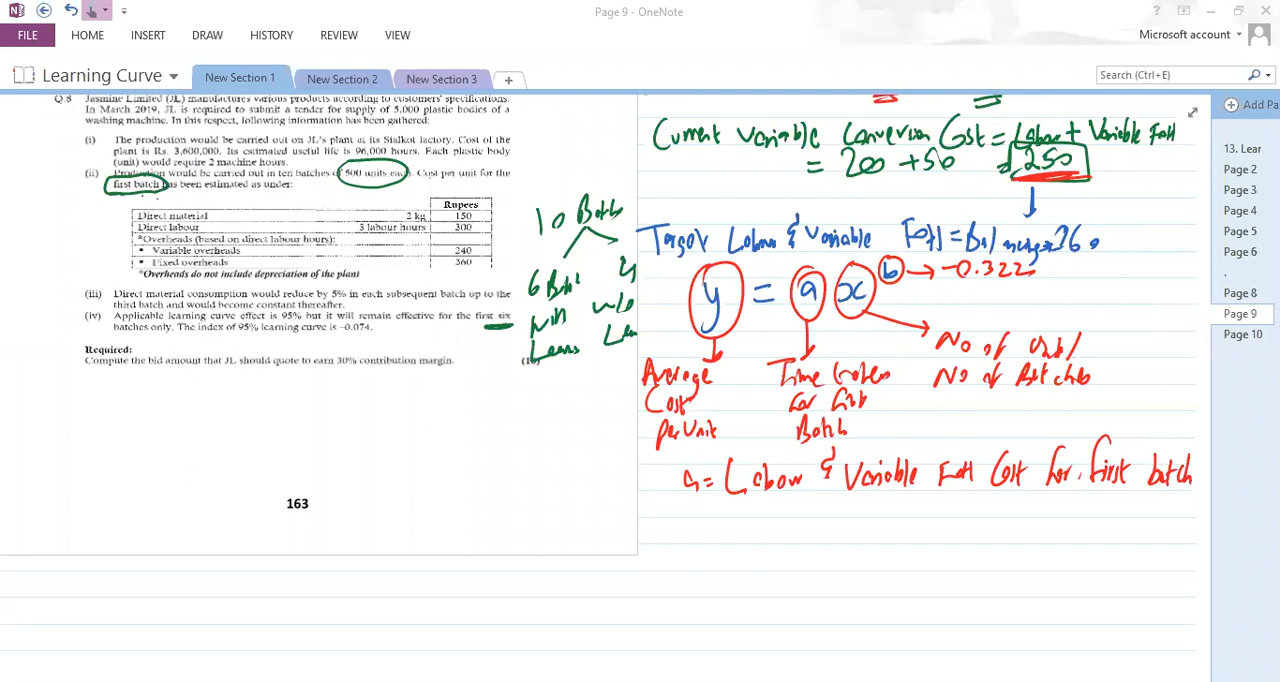 Page 9 - OneNote
FILE HOME INSERT DRAW HISTORY REVIEW VIEW
Microsoft account
Learning Curve
New Section 1 New Section 2 New Section 3 +
Search (Ctrl+E)
Q.8 Jasmine Limited (JL) manufactures various products according to customers' specifications.
In March 2019, JL is required to submit a tender for supply of 5,000 plastic bodies of a
washing machine. In this respect, following information has been gathered:
(i) The production would be carried out on JL's plant at its Sialkot factory. Cost of the
plant is Rs. 3,600,000. Its estimated useful life is 96,000 hours. Each plastic body
(unit) would require 2 machine hours.
(ii) Production would be carried out in ten batches of 500 units each. Cost per unit for the
first batch has been estimated as under:
Rupees
Direct material 2 kg 150
Direct labour 3 labour hours 300
*Overheads (based on direct labour hours):
• Variable overheads 240
• Fixed overheads 360
*Overheads do not include depreciation of the plant
(iii) Direct material consumption would reduce by 5% in each subsequent batch up to the
third batch and would become constant thereafter.
(iv) Applicable learning curve effect is 95% but it will remain effective for the first six
batches only. The index of 95% learning curve is -0.074.
Required:
Compute the bid amount that JL should quote to earn 30% contribution margin. (10)
163
10 Batch
6 Batch
Current Variable Conversion Cost = Labour + Variable FOH
= 200 + 50 = 250
Target Labour & Variable FOH =
y = a x b → -0.322
No of Unit/
No of Batches
Average
Cost
per Unit
Time
for first
Batch
a = Labour & Variable FOH Cost for first batch
Add Pa
13. Lear
Page 2
Page 3
Page 4
Page 5
Page 6
.
Page 8
Page 9
Page 10